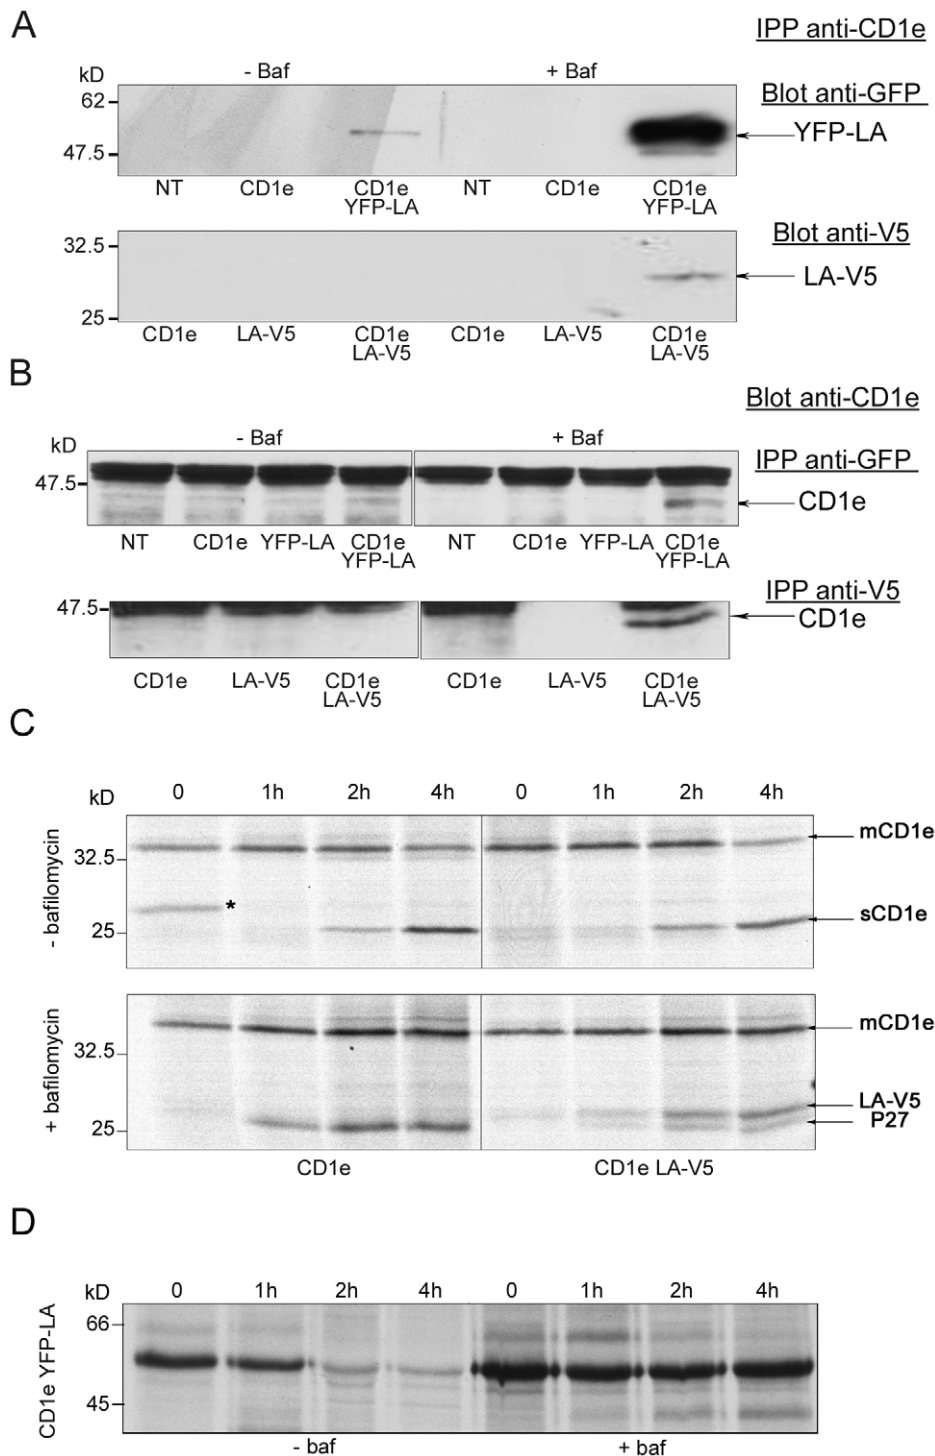 A
IPP anti-CD1e
kD
- Baf
+ Baf
Blot anti-GFP
62
YFP-LA
47.5
NT CD1e CD1e NT CD1e CD1e
YFP-LA YFP-LA
Blot anti-V5
32.5
LA-V5
25
CD1e LA-V5 CD1e CD1e LA-V5 CD1e
LA-V5 LA-V5
B
Blot anti-CD1e
kD
- Baf
+ Baf
IPP anti-GFP
47.5
CD1e
NT CD1e YFP-LA CD1e NT CD1e YFP-LA CD1e
YFP-LA YFP-LA
IPP anti-V5
47.5
CD1e
CD1e LA-V5 CD1e CD1e LA-V5 CD1e
LA-V5 LA-V5
C
kD
0 1h 2h 4h 0 1h 2h 4h
- bafilomycin
mCD1e
32.5
*
sCD1e
25
+ bafilomycin
mCD1e
32.5
LA-V5
P27
25
CD1e CD1e LA-V5
D
kD
0 1h 2h 4h 0 1h 2h 4h
CD1e YFP-LA
66
45
- baf + baf